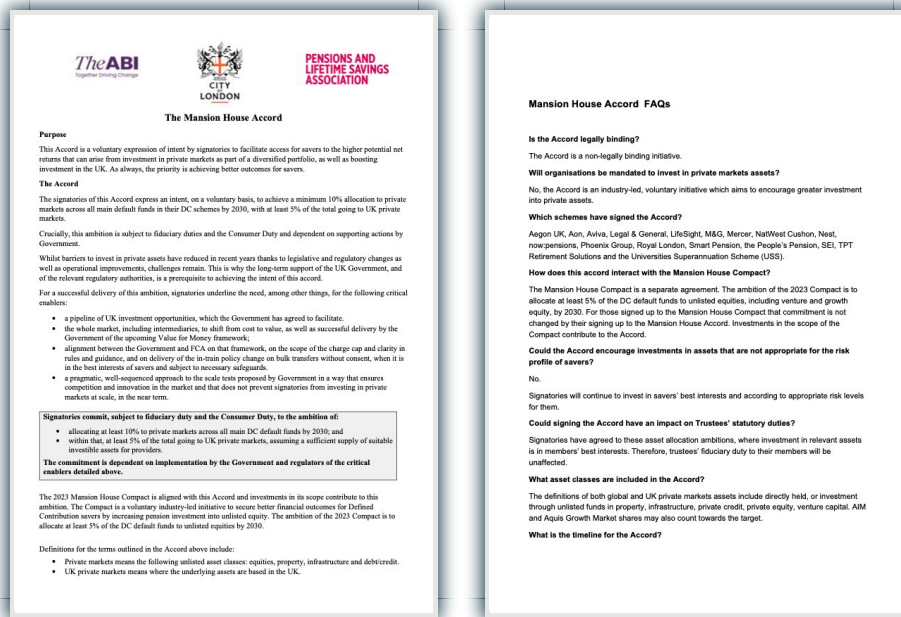 TheABI
Together Driving Change
CITY
OF
LONDON
PENSIONS AND
LIFETIME SAVINGS
ASSOCIATION
The Mansion House Accord
Purpose
This Accord is a voluntary expression of intent by signatories to facilitate access for savers to the higher potential net
returns that can arise from investment in private markets as part of a diversified portfolio, as well as boosting
investment in the UK. As always, the priority is achieving better outcomes for savers.
The Accord
The signatories of this Accord express an intent, on a voluntary basis, to achieve a minimum 10% allocation to private
markets across all main default funds in their DC schemes by 2030, with at least 5% of the total going to UK private
markets.
Crucially, this ambition is subject to fiduciary duties and the Consumer Duty and dependent on supporting actions by
Government.
Whilst barriers to invest in private assets have reduced in recent years thanks to legislative and regulatory changes as
well as operational improvements, challenges remain. This is why the long-term support of the UK Government, and
of the relevant regulatory authorities, is a prerequisite to achieving the intent of this accord.
For a successful delivery of this ambition, signatories underline the need, among other things, for the following critical
enablers:
• a pipeline of UK investment opportunities, which the Government has agreed to facilitate.
• the whole market, including intermediaries, to shift from cost to value, as well as successful delivery by the
Government of the upcoming Value for Money framework;
• alignment between the Government and FCA on that framework, on the scope of the charge cap and clarity in
rules and guidance, and on delivery of the in-train policy change on bulk transfers without consent, when it is
in the best interests of savers and subject to necessary safeguards.
• a pragmatic, well-sequenced approach to the scale tests proposed by Government in a way that ensures
competition and innovation in the market and that does not prevent signatories from investing in private
markets at scale, in the near term.
Signatories commit, subject to fiduciary duty and the Consumer Duty, to the ambition of:
• allocating at least 10% to private markets across all main DC default funds by 2030; and
• within that, at least 5% of the total going to UK private markets, assuming a sufficient supply of suitable
investible assets for providers.
The commitment is dependent on implementation by the Government and regulators of the critical
enablers detailed above.
The 2023 Mansion House Compact is aligned with this Accord and investments in its scope contribute to this
ambition. The Compact is a voluntary industry-led initiative to secure better financial outcomes for Defined
Contribution savers by increasing pension investment into unlisted equity. The ambition of the 2023 Compact is to
allocate at least 5% of the DC default funds to unlisted equities by 2030.
Definitions for the terms outlined in the Accord above include:
• Private markets means the following unlisted asset classes: equities, property, infrastructure and debt/credit.
• UK private markets means where the underlying assets are based in the UK.
Mansion House Accord FAQs
Is the Accord legally binding?
The Accord is a non-legally binding initiative.
Will organisations be mandated to invest in private markets assets?
No, the Accord is an industry-led, voluntary initiative which aims to encourage greater investment
into private assets.
Which schemes have signed the Accord?
Aegon UK, Aon, Aviva, Legal & General, LifeSight, M&G, Mercer, NatWest Cushon, Nest,
now:pensions, Phoenix Group, Royal London, Smart Pension, the People's Pension, SEI, TPT
Retirement Solutions and the Universities Superannuation Scheme (USS).
How does this accord interact with the Mansion House Compact?
The Mansion House Compact is a separate agreement. The ambition of the 2023 Compact is to
allocate at least 5% of the DC default funds to unlisted equities, including venture and growth
equity, by 2030. For those signed up to the Mansion House Compact that commitment is not
changed by their signing up to the Mansion House Accord. Investments in the scope of the
Compact contribute to the Accord.
Could the Accord encourage investments in assets that are not appropriate for the risk
profile of savers?
No.
Signatories will continue to invest in savers' best interests and according to appropriate risk levels
for them.
Could signing the Accord have an impact on Trustees' statutory duties?
Signatories have agreed to these asset allocation ambitions, where investment in relevant assets
is in members' best interests. Therefore, trustees' fiduciary duty to their members will be
unaffected.
What asset classes are included in the Accord?
The definitions of both global and UK private markets assets include directly held, or investment
through unlisted funds in property, infrastructure, private credit, private equity, venture capital. AIM
and Aquis Growth Market shares may also count towards the target.
What is the timeline for the Accord?